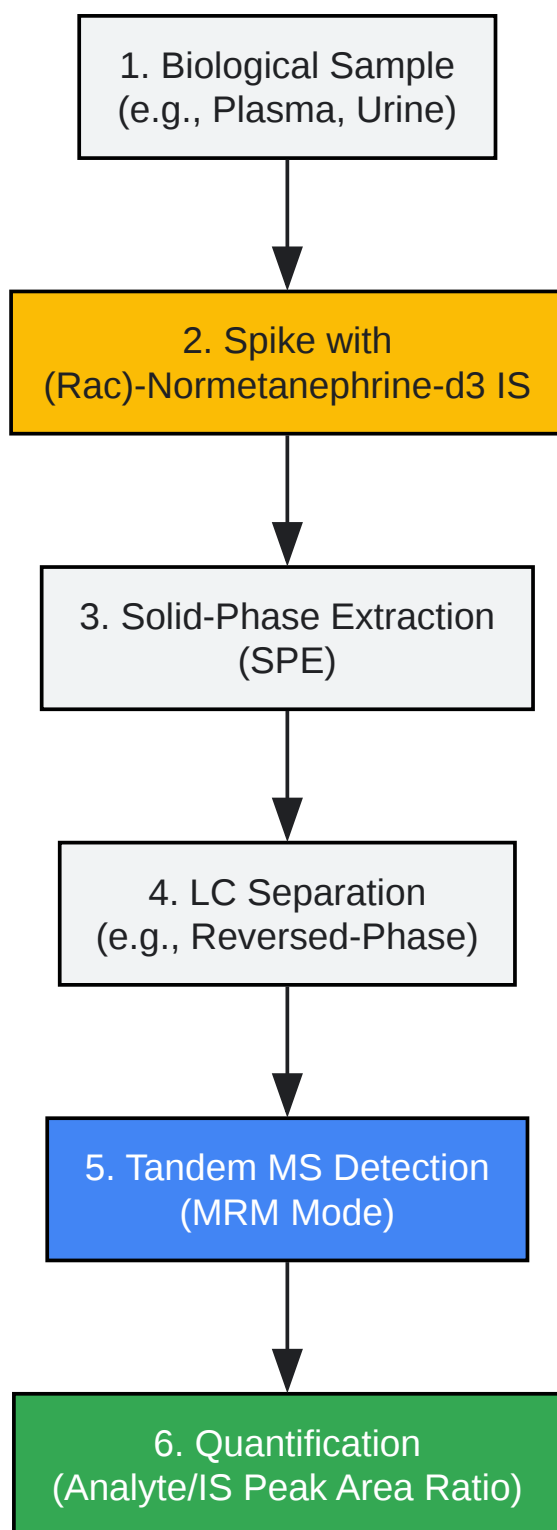 1. Biological Sample
(e.g., Plasma, Urine)
2. Spike with
(Rac)-Normetanephrine-d3 IS
3. Solid-Phase Extraction
(SPE)
4. LC Separation
(e.g., Reversed-Phase)
5. Tandem MS Detection
(MRM Mode)
6. Quantification
(Analyte/IS Peak Area Ratio)